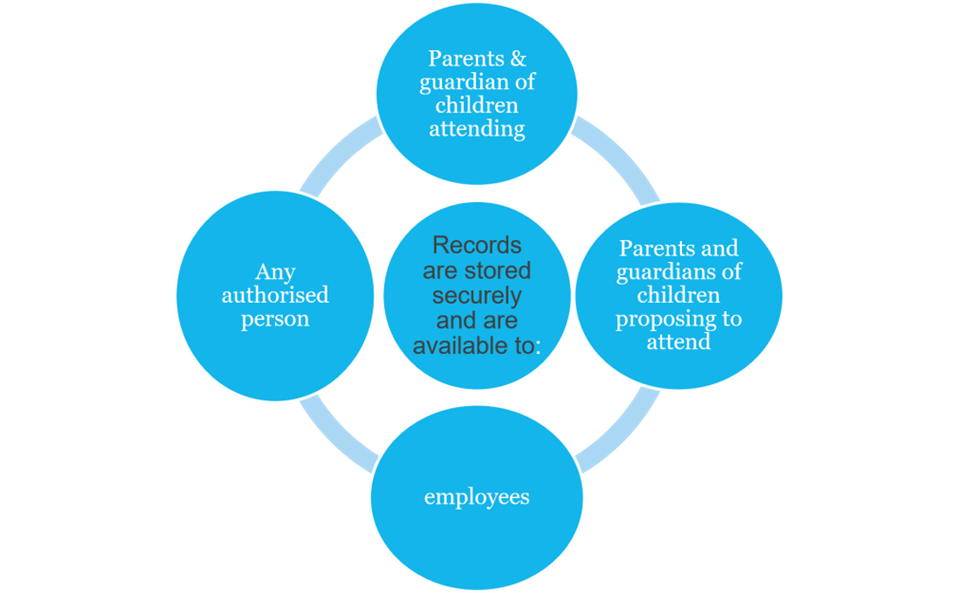 Parents &
guardian of
children
attending
Any
authorised
person
Records
are stored
securely
and are
available to:
Parents and
guardians of
children
proposing to
attend
employees